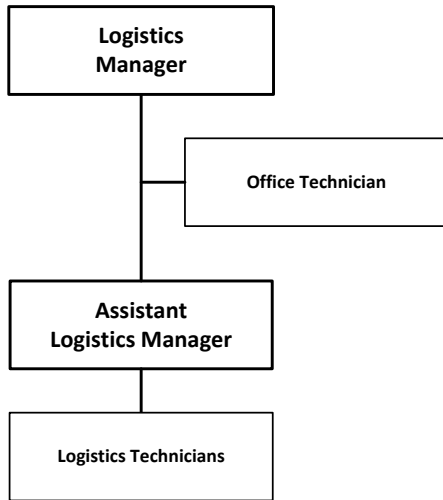 Logistics
Manager
Office Technician
Assistant
Logistics Manager
Logistics Technicians